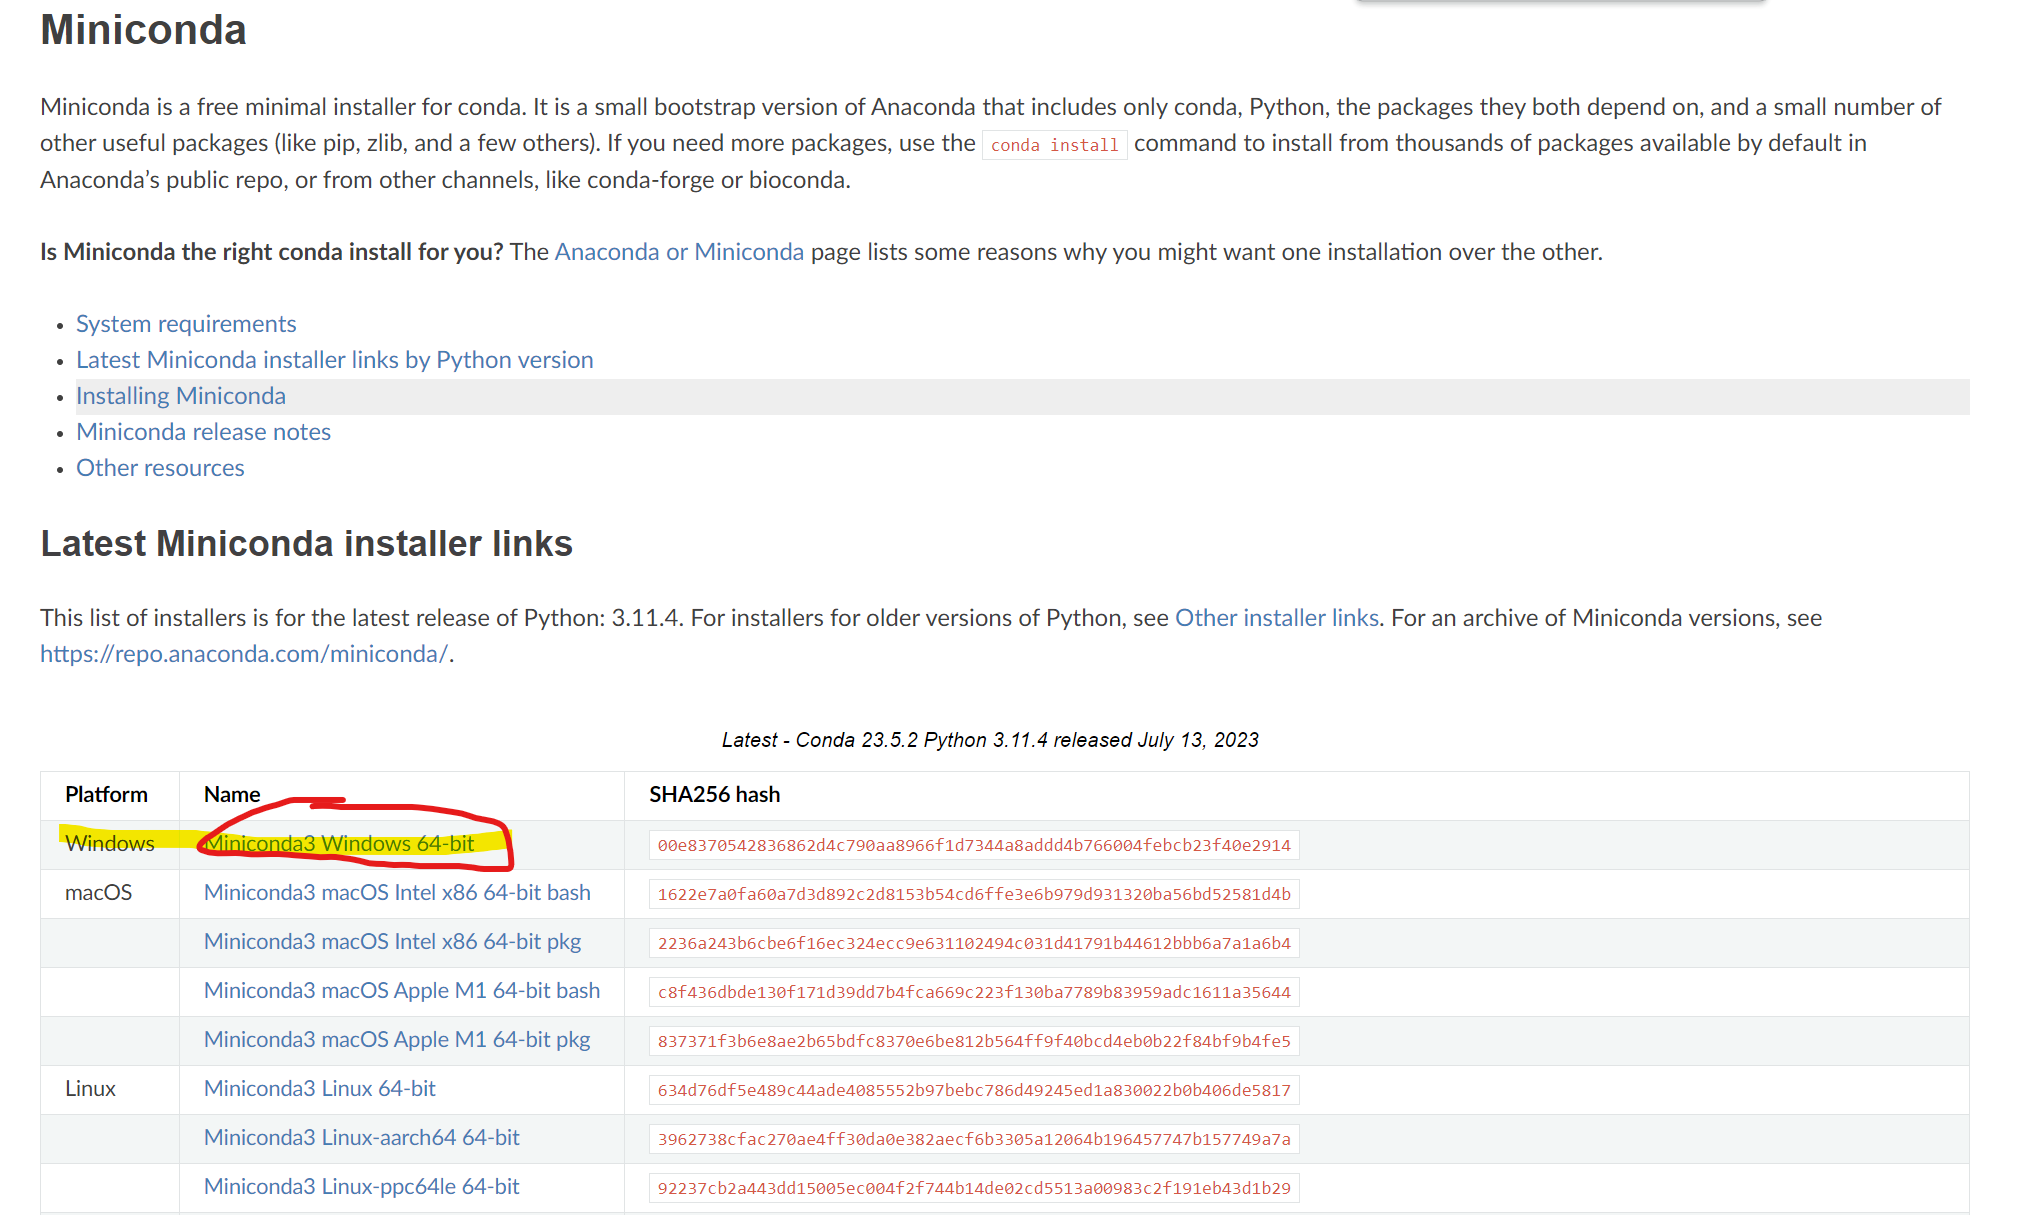 Miniconda
Miniconda is a free minimal installer for conda. It is a small bootstrap version of Anaconda that includes only conda, Python, the packages they both depend on, and a small number of
other useful packages (like pip, zlib, and a few others). If you need more packages, use the conda install command to install from thousands of packages available by default in
Anaconda’s public repo, or from other channels, like conda-forge or bioconda.
Is Miniconda the right conda install for you? The Anaconda or Miniconda page lists some reasons why you might want one installation over the other.
• System requirements
• Latest Miniconda installer links by Python version
• Installing Miniconda
• Miniconda release notes
• Other resources
Latest Miniconda installer links
This list of installers is for the latest release of Python: 3.11.4. For installers for older versions of Python, see Other installer links. For an archive of Miniconda versions, see
https://repo.anaconda.com/miniconda/.
Latest - Conda 23.5.2 Python 3.11.4 released July 13, 2023
Platform Name SHA256 hash
Windows Miniconda3 Windows 64-bit 00e8370542836862d4c790aa8966f1d7344a8addd4b766004febcb23f40e2914
macOS Miniconda3 macOS Intel x86 64-bit bash 1622e7a0fa60a7d3d892c2d8153b54cd6ffe3e6b979d931320ba56bd52581d4b
Miniconda3 macOS Intel x86 64-bit pkg 2236a243b6cbe6f16ec324ecc9e631102494c031d41791b44612bbb6a7a1a6b4
Miniconda3 macOS Apple M1 64-bit bash c8f436dbde130f171d39dd7b4fca669c223f130ba7789b83959adc1611a35644
Miniconda3 macOS Apple M1 64-bit pkg 837371f3b6e8ae2b65bdfc8370e6be812b564ff9f40bcd4eb0b22f84bf9b4fe5
Linux Miniconda3 Linux 64-bit 634d76df5e489c44ade4085552b97bebc786d49245ed1a830022b0b406de5817
Miniconda3 Linux-aarch64 64-bit 3962738cfac270ae4ff30da0e382aecf6b3305a12064b196457747b157749a7a
Miniconda3 Linux-ppc64le 64-bit 92237cb2a443dd15005ec004f2f744b14de02cd5513a00983c2f191eb43d1b29